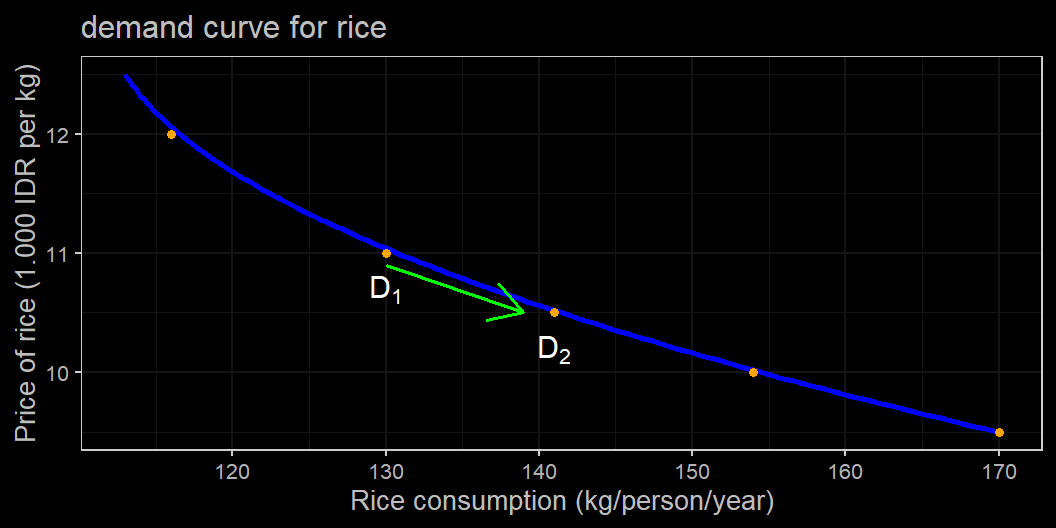 demand curve for rice
Price of rice (1.000 IDR per kg)
12
11
10
D₁
D₂
120 130 140 150 160 170
Rice consumption (kg/person/year)